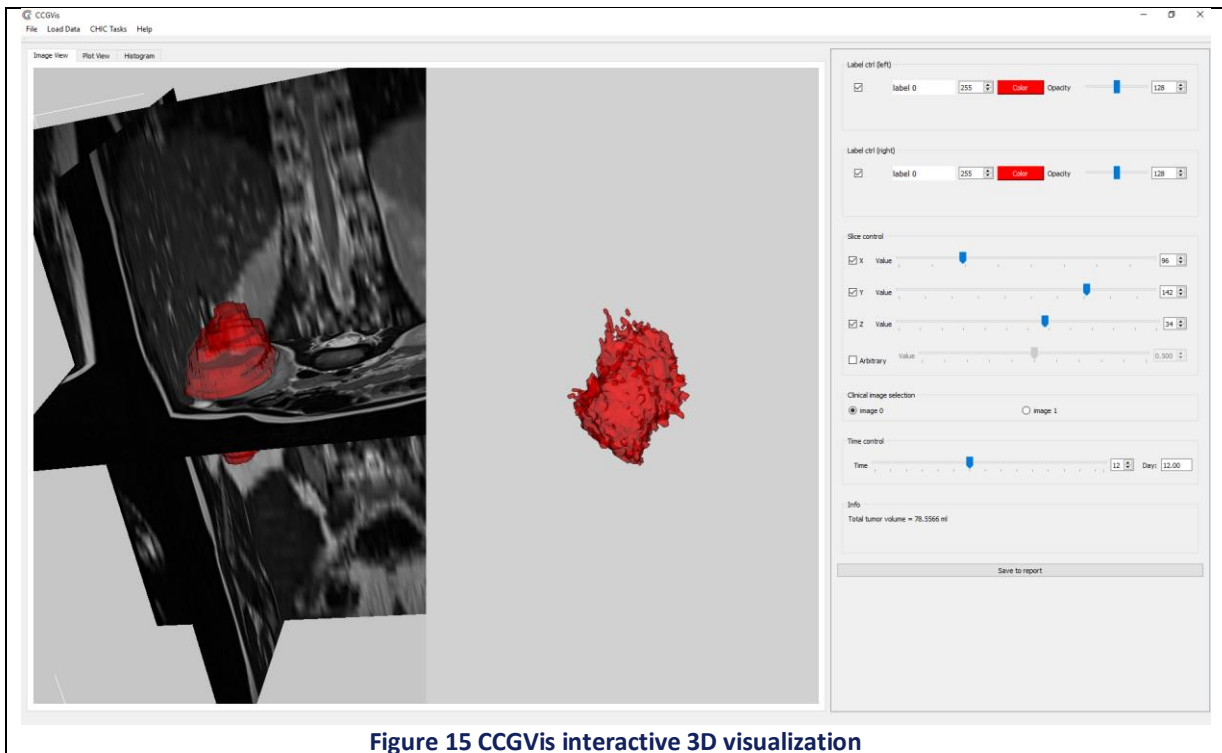 CCGVis
File Load Data CHIC Tasks Help
Image View Plot View Histogram
Label ctrl (left)
label 0 255 Color Opacity 128
Label ctrl (right)
label 0 255 Color Opacity 128
Slice control
X Value 96
Y Value 142
Z Value 34
Arbitrary Value 0.500
Clinical image selection
image 0 image 1
Time control
Time 12 Day: 12.00
Info
Total tumor volume = 78.5566 ml
Save to report
Figure 15 CCGVis interactive 3D visualization